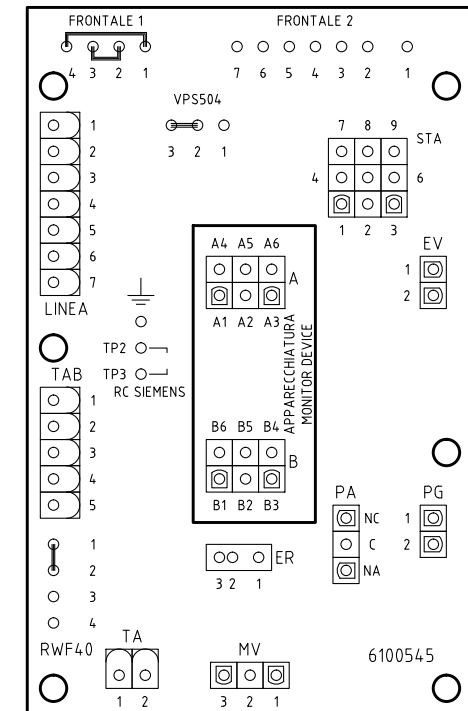 FRONTALE 1
FRONTALE 2
4 3 2 1
7 6 5 4 3 2 1
VPS504
3 2 1
1
2
3
4
5
6
7
LINEA
7 8 9
STA
4 6
1 2 3
EV
1
2
A4 A5 A6
A
A1 A2 A3
APPARECCHIATURA
MONITOR DEVICE
TP2
TP3
RC SIEMENS
TAB
1
2
3
4
5
B6 B5 B4
B
B1 B2 B3
PA
NC
C
NA
PG
1
2
1
2
3
4
RWF40
ER
3 2 1
TA
1 2
MV
3 2 1
6100545